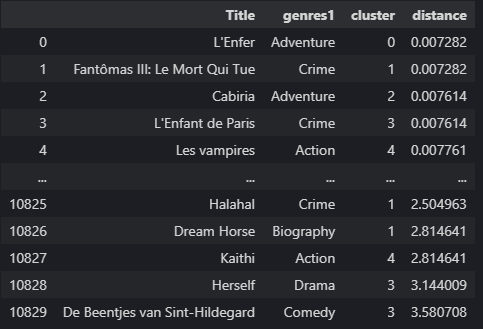 Title genres1 cluster distance
0 L'Enfer Adventure 0 0.007282
1 Fantômas III: Le Mort Qui Tue Crime 1 0.007282
2 Cabiria Adventure 2 0.007614
3 L'Enfant de Paris Crime 3 0.007614
4 Les vampires Action 4 0.007761
... ... ... ... ...
10825 Halahal Crime 1 2.504963
10826 Dream Horse Biography 1 2.814641
10827 Kaithi Action 4 2.814641
10828 Herself Drama 3 3.144009
10829 De Beentjes van Sint-Hildegard Comedy 3 3.580708